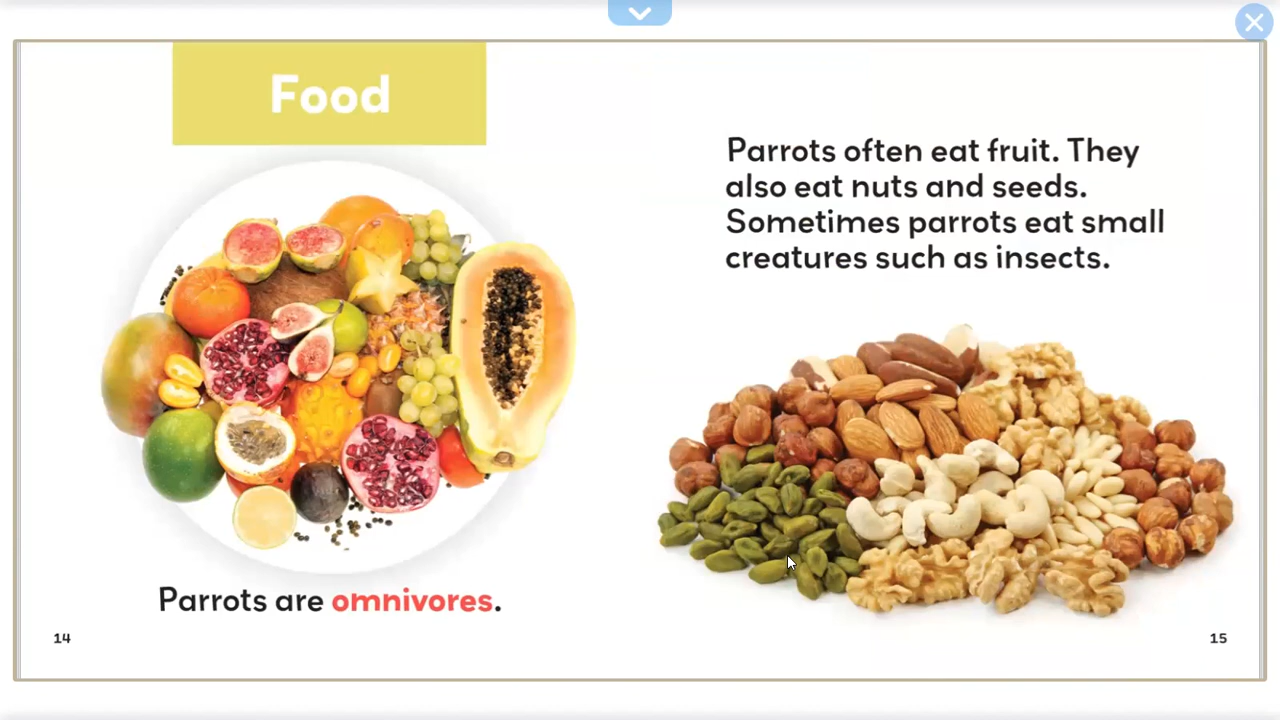 Food
Parrots are omnivores.
14
Parrots often eat fruit. They
also eat nuts and seeds.
Sometimes parrots eat small
creatures such as insects.
15